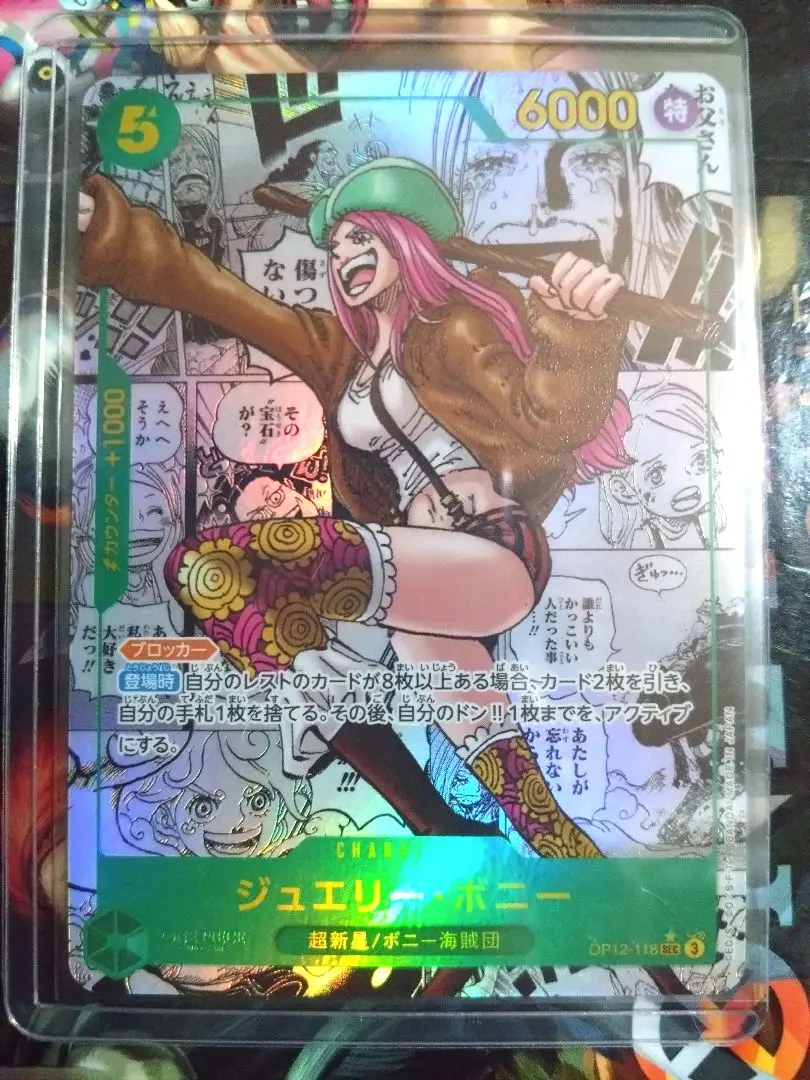 5
6000
特
お父さん
傷つ
ない
その
"宝石"
が?
えへへ
そうか
カウンター +1000
ぎゅっ…
誰よりも
かっこいい
人だった事
…!!
大好き
だっ!!
ブロッカー
登場時 自分のレストのカードが8枚以上ある場合、カード2枚を引き、
自分の手札1枚を捨てる。その後、自分のドン!!1枚までを、アクティブ
にする。
あたしが
忘れない
から
!!!
ジュエリー・ボニー
超新星/ボニー海賊団
OP12-118 SEC 3